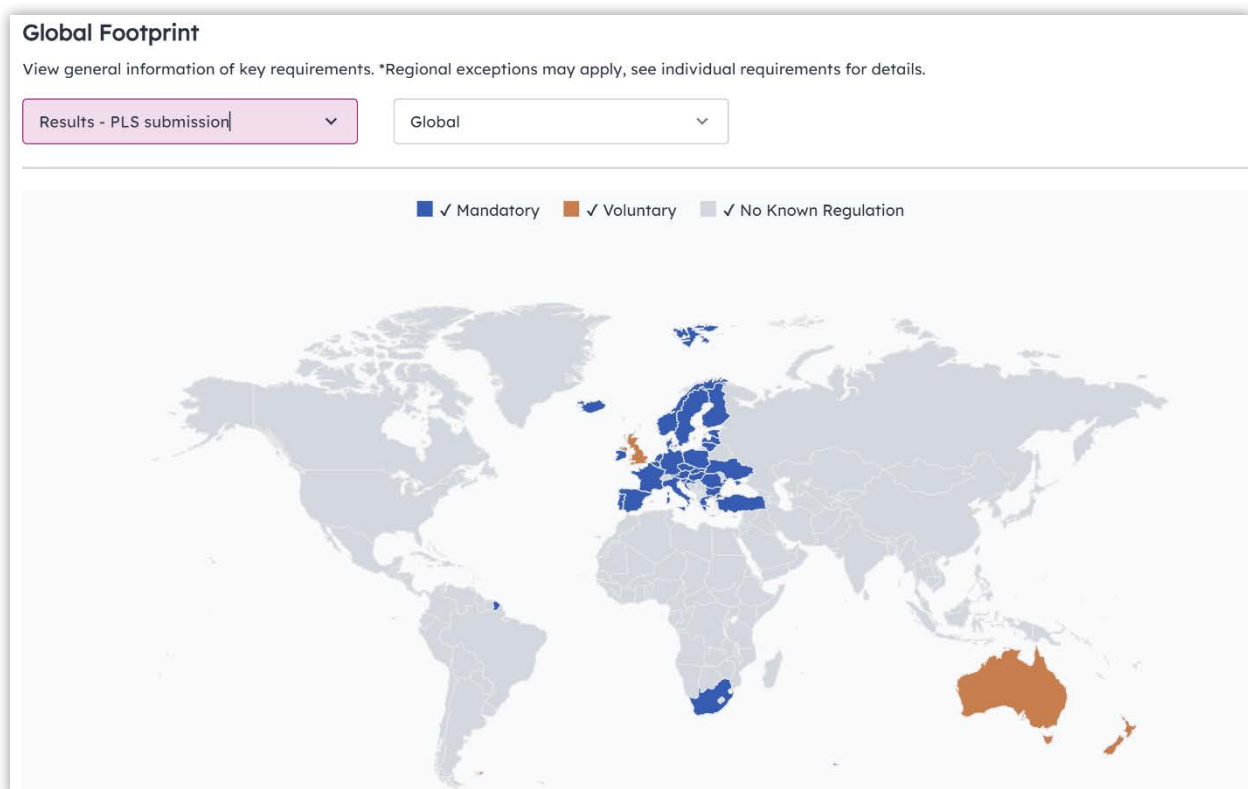 Global Footprint
View general information of key requirements. *Regional exceptions may apply, see individual requirements for details.
Results - PLS submission
Global
✓ Mandatory ✓ Voluntary ✓ No Known Regulation